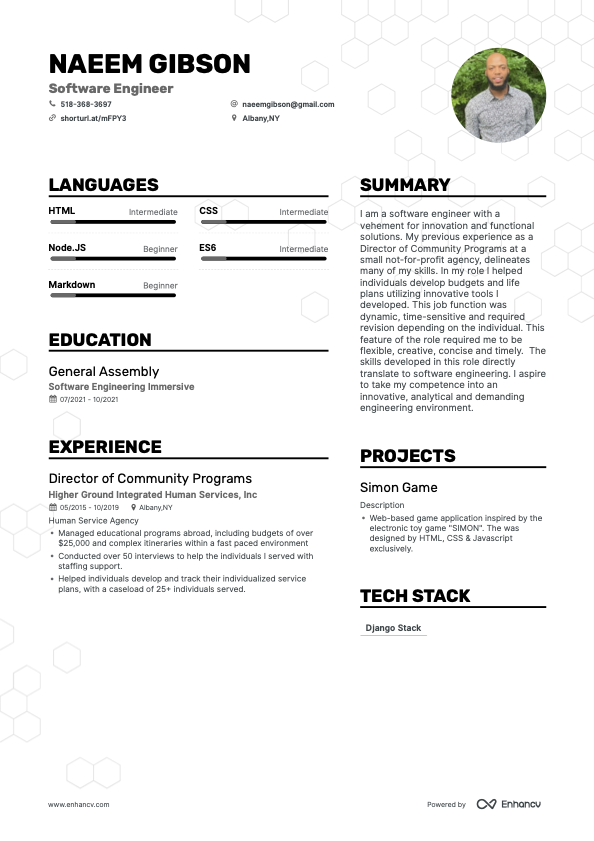 NAEEM GIBSON
Software Engineer
518-368-3697
naeemgibson@gmail.com
shorturl.at/mFPY3
Albany,NY
LANGUAGES
HTML Intermediate
CSS Intermediate
Node.JS Beginner
ES6 Intermediate
Markdown Beginner
EDUCATION
General Assembly
Software Engineering Immersive
07/2021 - 10/2021
EXPERIENCE
Director of Community Programs
Higher Ground Integrated Human Services, Inc
05/2015 - 10/2019 Albany,NY
Human Service Agency
• Managed educational programs abroad, including budgets of over
$25,000 and complex itineraries within a fast paced environment
• Conducted over 50 interviews to help the individuals I served with
staffing support.
• Helped individuals develop and track their individualized service
plans, with a caseload of 25+ individuals served.
SUMMARY
I am a software engineer with a
vehement for innovation and functional
solutions. My previous experience as a
Director of Community Programs at a
small not-for-profit agency, delineates
many of my skills. In my role I helped
individuals develop budgets and life
plans utilizing innovative tools I
developed. This job function was
dynamic, time-sensitive and required
revision depending on the individual. This
feature of the role required me to be
flexible, creative, concise and timely.  The
skills developed in this role directly
translate to software engineering. I aspire
to take my competence into an
innovative, analytical and demanding
engineering environment.
PROJECTS
Simon Game
Description
• Web-based game application inspired by the
electronic toy game "SIMON". The was
designed by HTML, CSS & Javascript
exclusively.
TECH STACK
Django Stack
www.enhancv.com
Powered by Enhancv